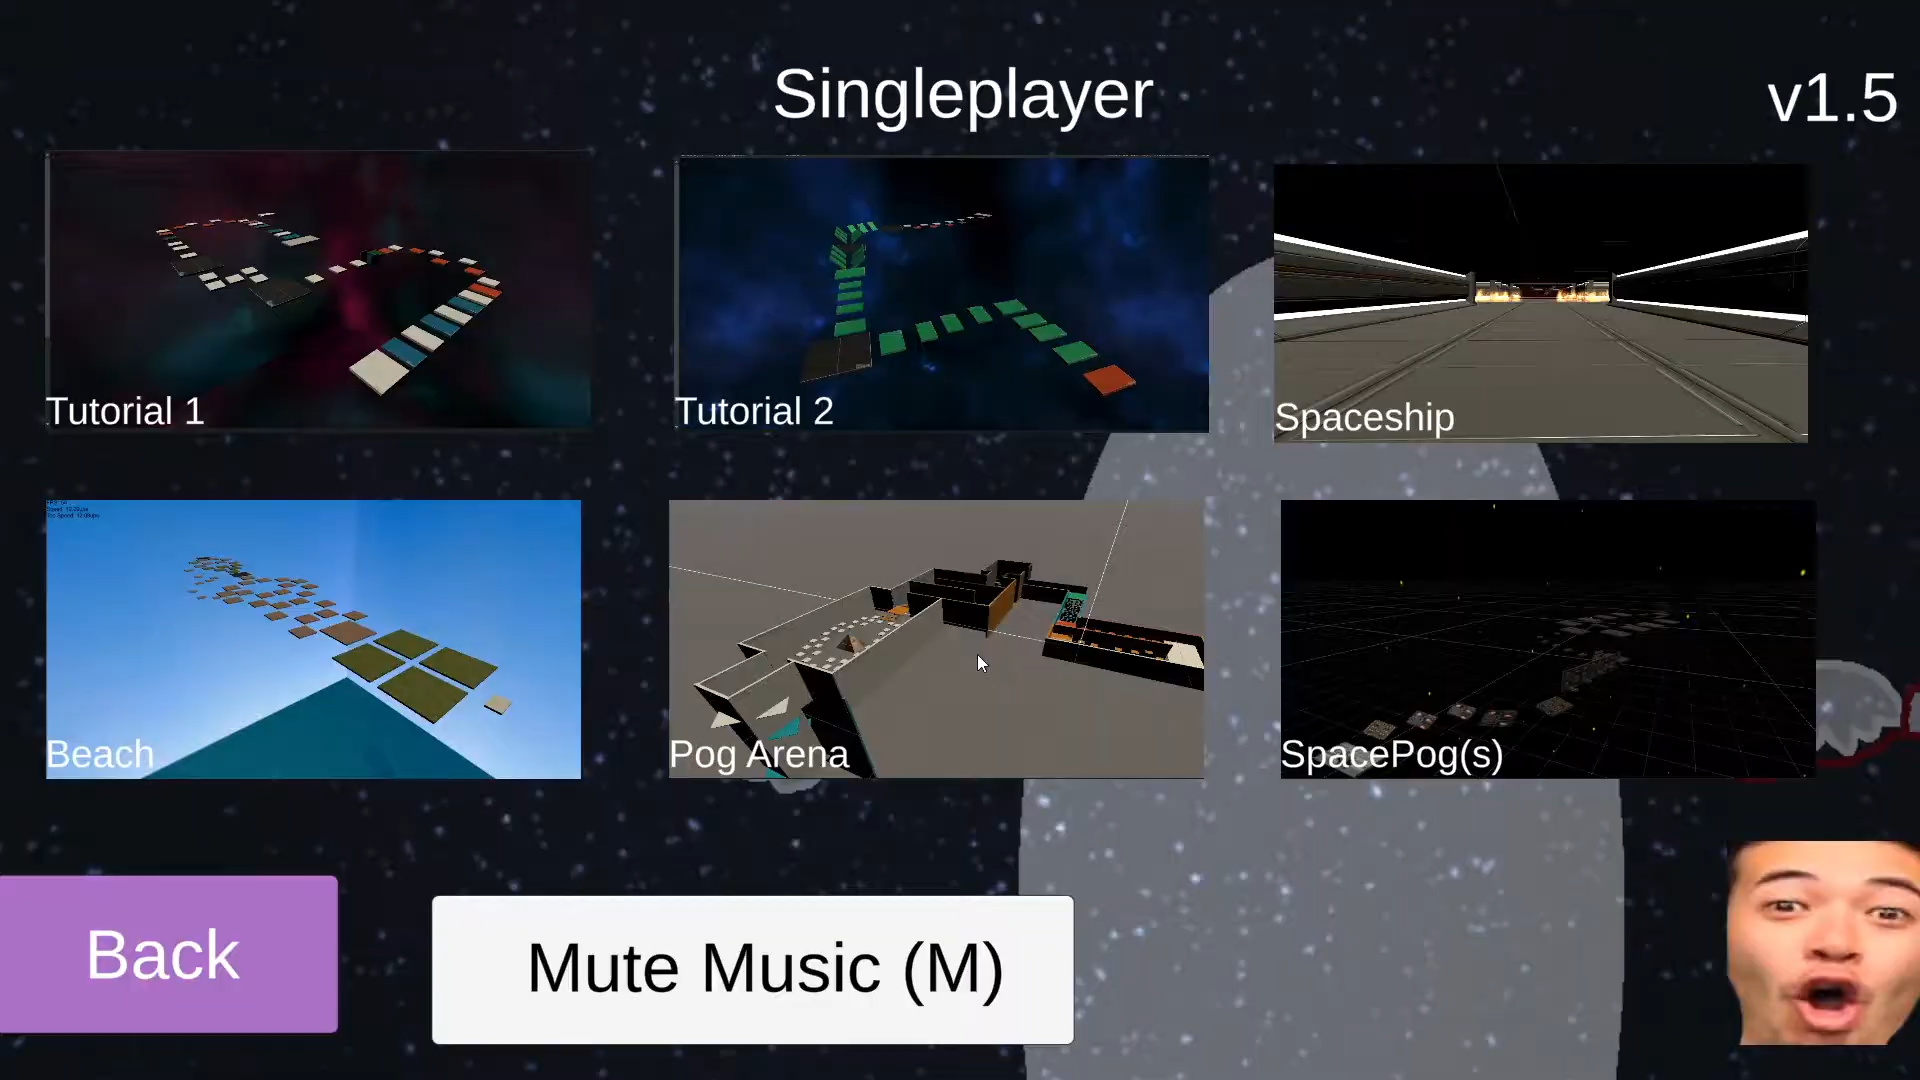 Singleplayer
v1.5
Tutorial 1
Tutorial 2
Spaceship
Beach
Pog Arena
SpacePog(s)
Back
Mute Music (M)